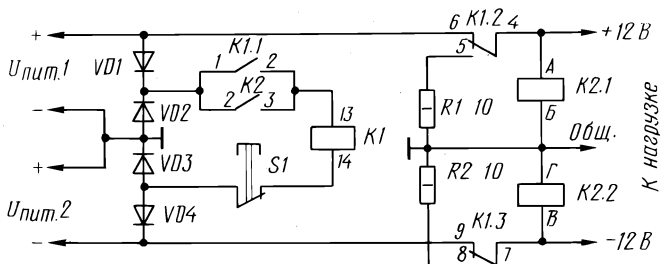 6 K1.2 4
+ +12 В
5
Uпит.1 VD1 1 K1.1 2
А
K2.1
Б
K2
2 3
- VD2
R1 10
13
K1
14
Общ.
+ VD3 S1
R2 10
Г
K2.2
В
Uпит.2 VD4
9 K1.3
- -12 В
8 7
К нагрузке